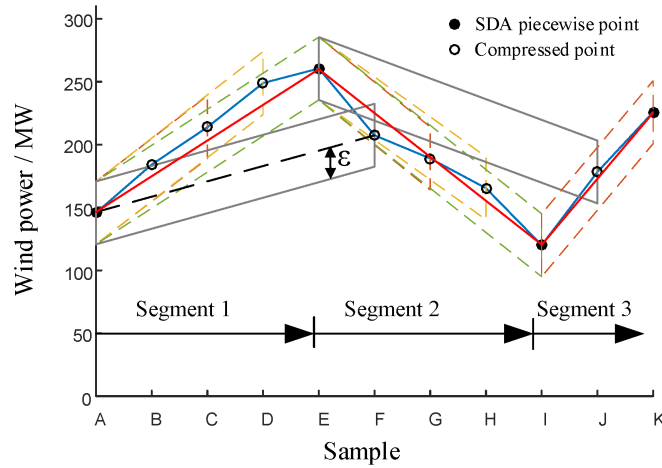 300
SDA piecewise point
Compressed point
250
200
ε
150
100
Segment 1
Segment 2
Segment 3
50
0
A B C D E F G H I J K
Sample
Wind power / MW